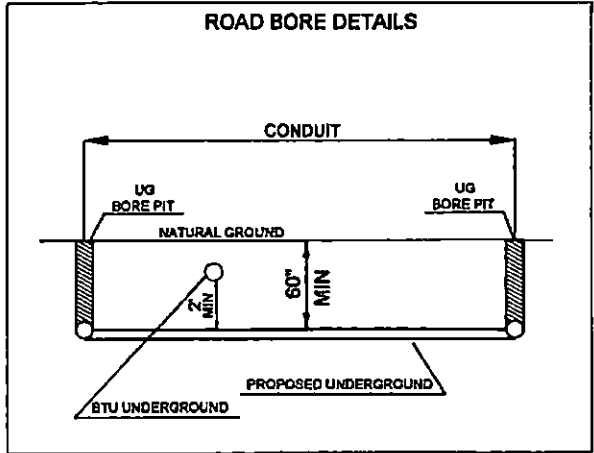 ROAD BORE DETAILS
CONDUIT
UG
BORE PIT
UG
BORE PIT
NATURAL GROUND
2'
MIN
60"
MIN
PROPOSED UNDERGROUND
BTU UNDERGROUND